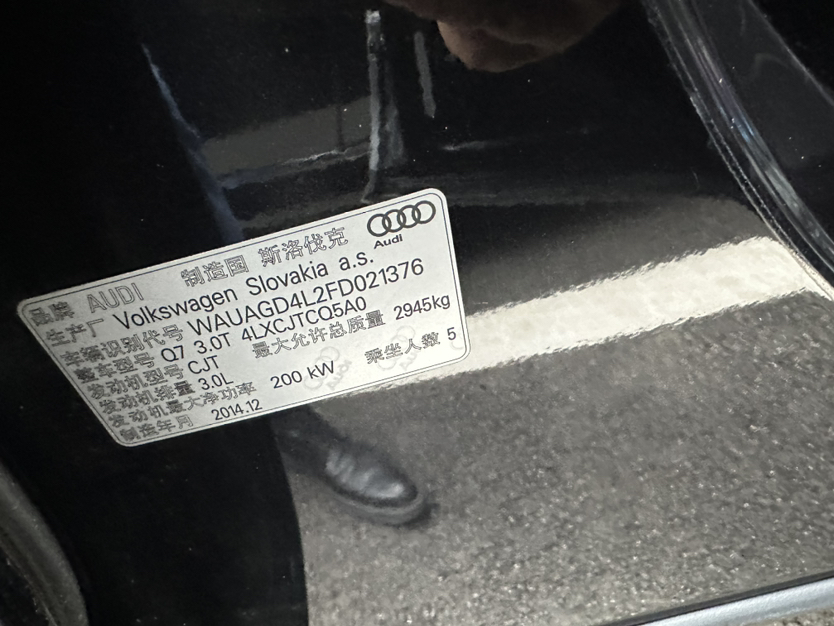 Audi
品牌 AUDI 制造国 斯洛伐克
生产厂 Volkswagen Slovakia a.s.
车辆识别代号 WAUAGD4L2FD021376
整车型号 Q7 3.0T 4LXCJTCQ5A0
发动机型号 CJT 最大允许总质量 2945kg
发动机排量 3.0L
发动机最大净功率 200 kW 乘坐人数 5
制造年月 2014.12